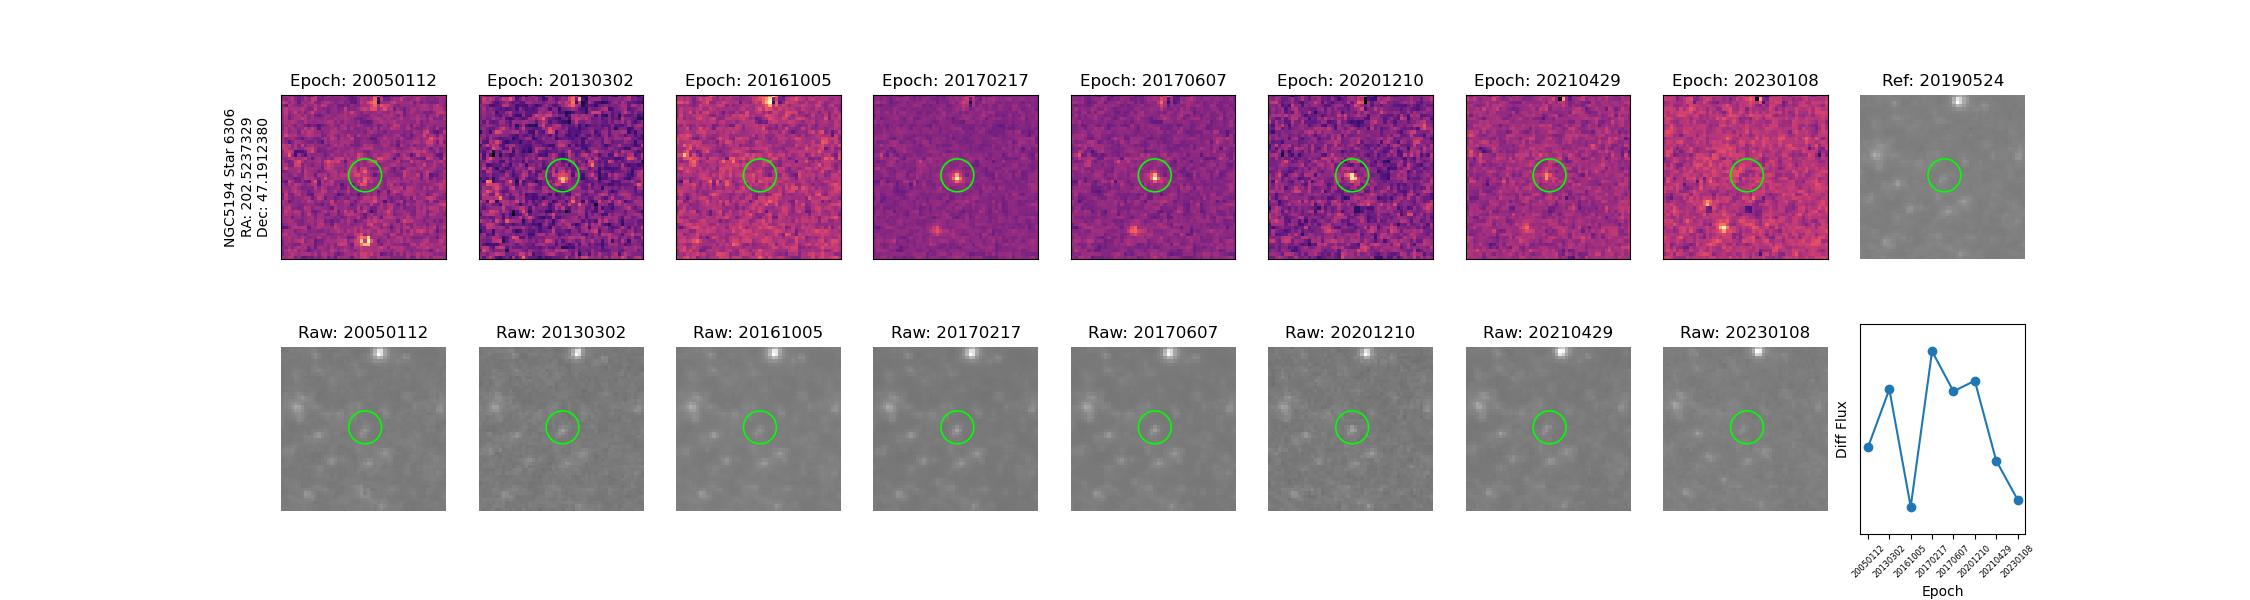 NGC5194 Star 6306
RA: 202.5237329
Dec: 47.1912380
Epoch: 20050112
Epoch: 20130302
Epoch: 20161005
Epoch: 20170217
Epoch: 20170607
Epoch: 20201210
Epoch: 20210429
Epoch: 20230108
Ref: 20190524
Raw: 20050112
Raw: 20130302
Raw: 20161005
Raw: 20170217
Raw: 20170607
Raw: 20201210
Raw: 20210429
Raw: 20230108
Diff Flux
20050112
20130302
20161005
20170217
20170607
20201210
20210429
20230108
Epoch